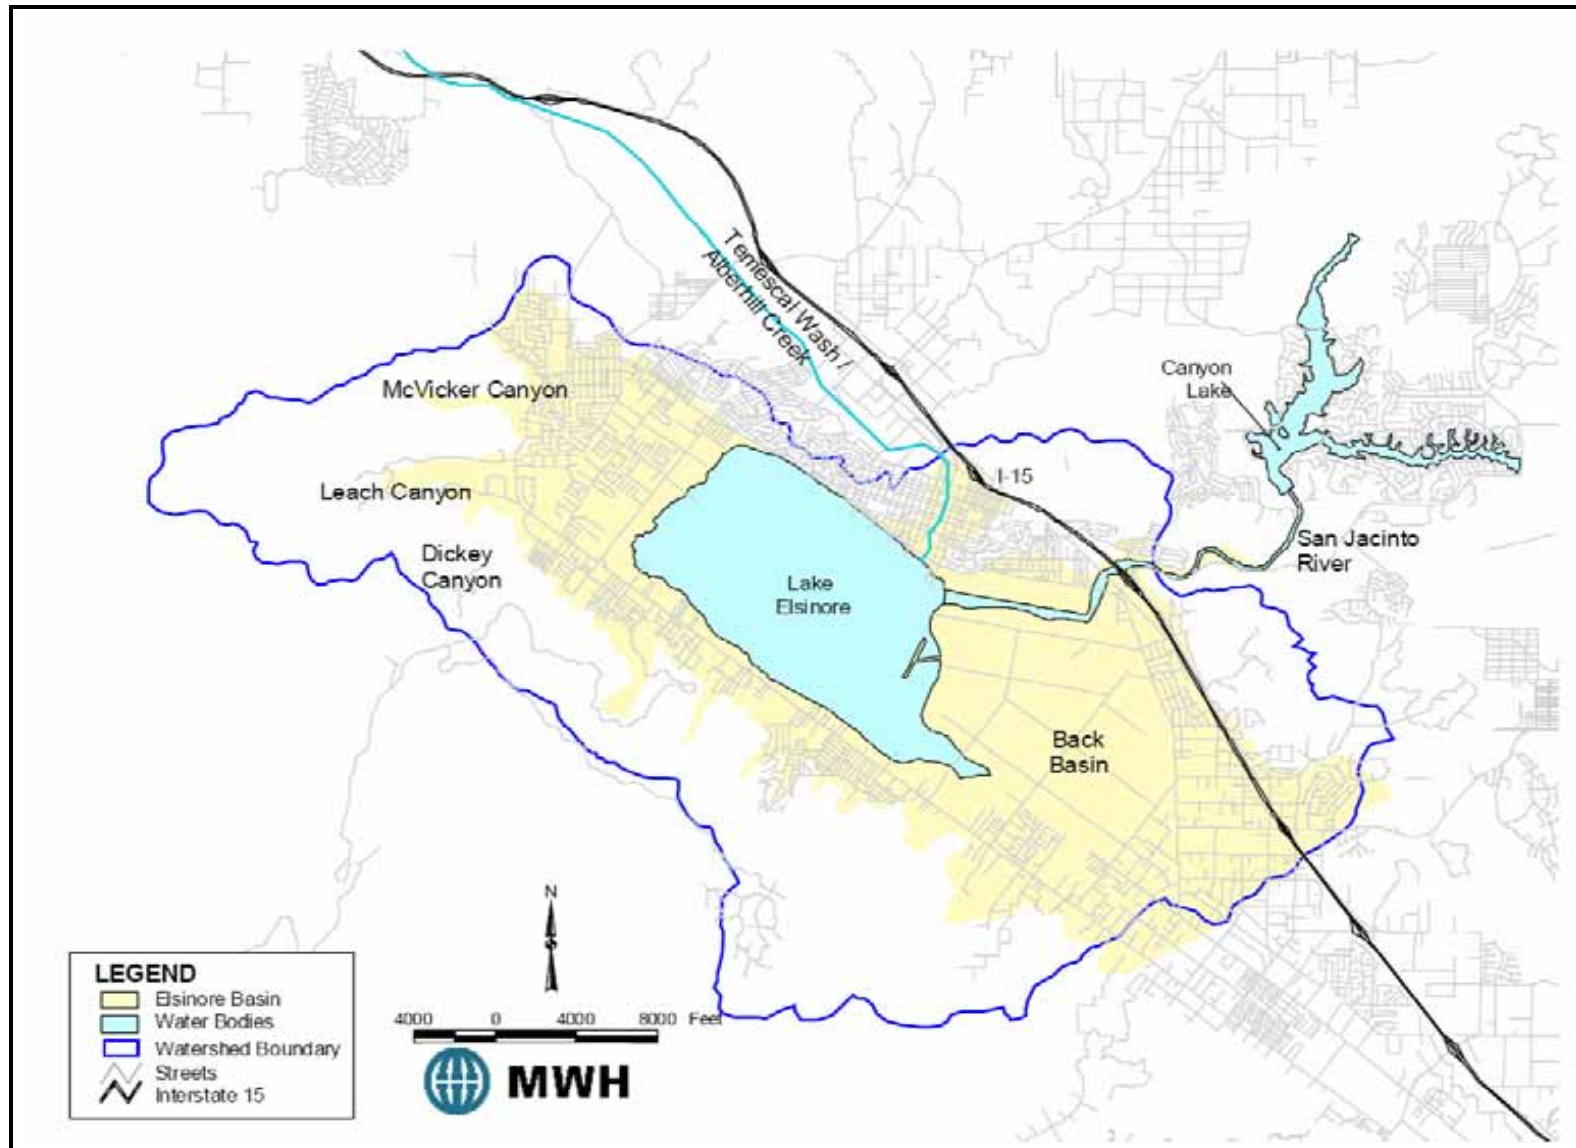 Temescal Wash /
Alberhill Creek
Canyon
Lake
McVicker Canyon
I-15
Leach Canyon
San Jacinto
River
Dickey
Canyon
Lake
Elsinore
Back
Basin
N
S
LEGEND
Elsinore Basin
Water Bodies
Watershed Boundary
Streets
Interstate 15
4000 0 4000 8000 Feet
MWH